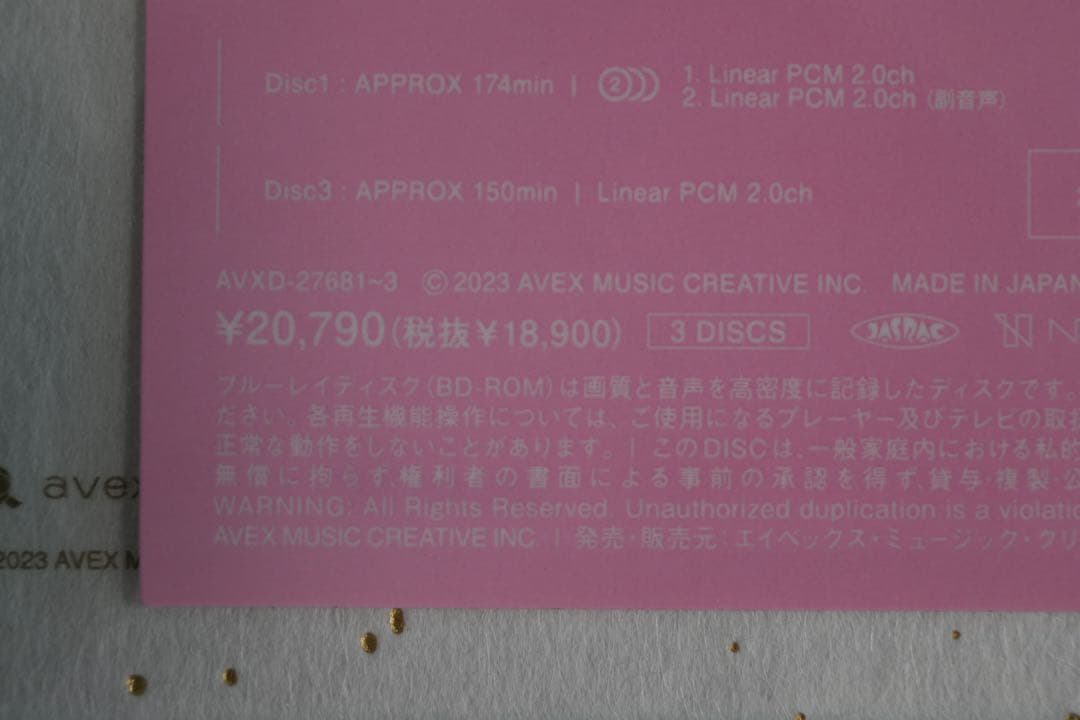 Disc1 : APPROX 174min | 2 1. Linear PCM 2.0ch
2. Linear PCM 2.0ch (副音声)
Disc3 : APPROX 150min | Linear PCM 2.0ch
AVXD-27681~3 © 2023 AVEX MUSIC CREATIVE INC. MADE IN JAPAN
¥20,790(税抜¥18,900) 3 DISCS JASRAC N
ブルーレイディスク(BD-ROM)は画質と音声を高密度に記録したディスクです。
ださい。各再生機能操作については、ご使用になるプレーヤー及びテレビの取扱
正常な動作をしないことがあります。 | このDISCは、一般家庭内における私的
無償に拘らず、権利者の書面による事前の承認を得ず、貸与・複製・公
WARNING: All Rights Reserved. Unauthorized duplication is a violatio
AVEX MUSIC CREATIVE INC. | 発売・販売元:エイベックス・ミュージック・クリ
avex
2023 AVEX M